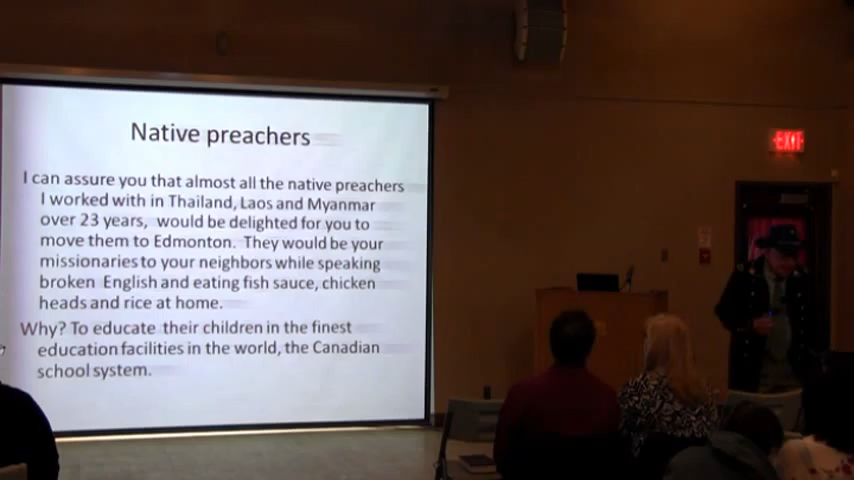 Native preachers
I can assure you that almost all the native preachers
I worked with in Thailand, Laos and Myanmar
over 23 years, would be delighted for you to
move them to Edmonton. They would be your
missionaries to your neighbors while speaking
broken English and eating fish sauce, chicken
heads and rice at home.
Why? To educate their children in the finest
education facilities in the world, the Canadian
school system.
EXIT